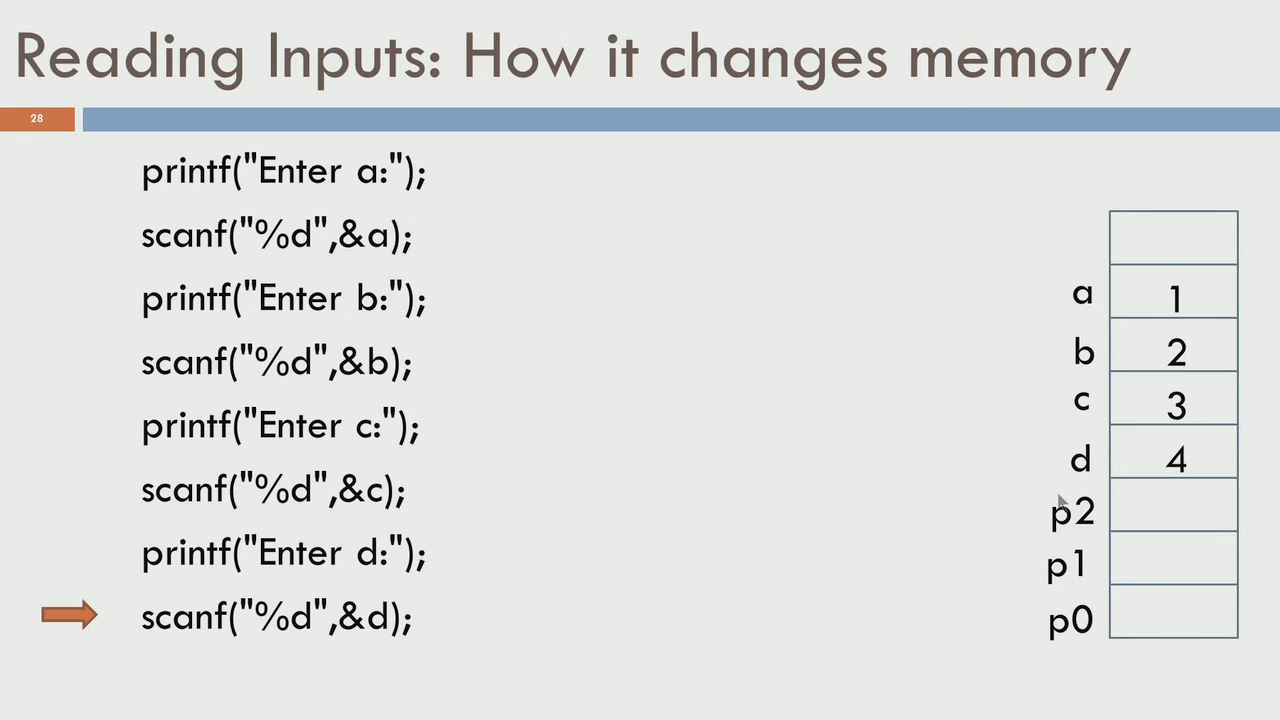 Reading Inputs: How it changes memory
28
printf("Enter a:");
scanf("%d",&a);
printf("Enter b:");
scanf("%d",&b);
printf("Enter c:");
scanf("%d",&c);
printf("Enter d:");
scanf("%d",&d);
a 1
b 2
c 3
d 4
p2
p1
p0